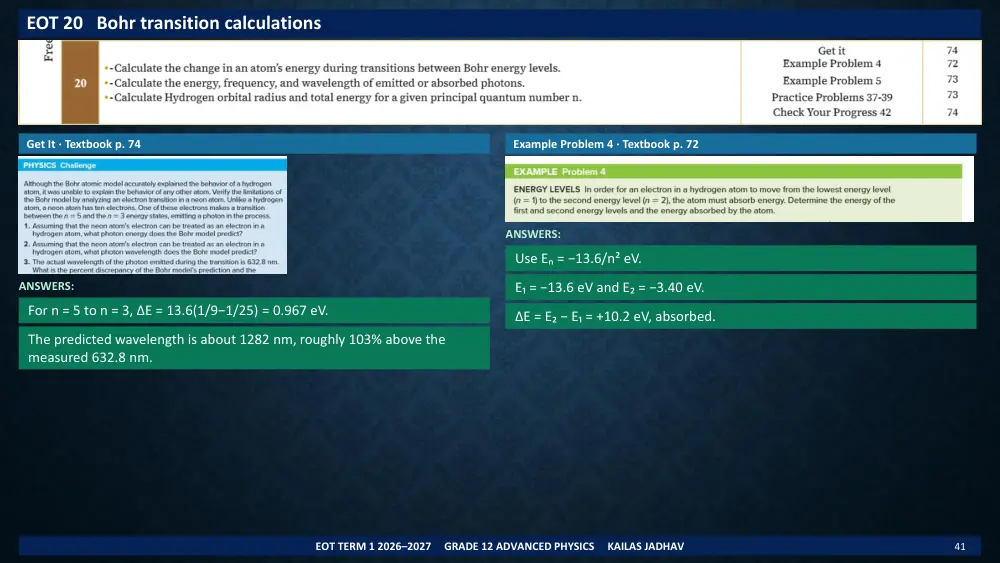 EOT 20 Bohr transition calculations
Free
20
•-Calculate the change in an atom's energy during transitions between Bohr energy levels.
•-Calculate the energy, frequency, and wavelength of emitted or absorbed photons.
•-Calculate Hydrogen orbital radius and total energy for a given principal quantum number n.
Get it 74
Example Problem 4 72
Example Problem 5 73
Practice Problems 37-39 73
Check Your Progress 42 74
Get It · Textbook p. 74
PHYSICS Challenge
Although the Bohr atomic model accurately explained the behavior of a hydrogen
atom, it was unable to explain the behavior of any other atom. Verify the limitations of
the Bohr model by analyzing an electron transition in a neon atom. Unlike a hydrogen
atom, a neon atom has ten electrons. One of these electrons makes a transition
between the n = 5 and the n = 3 energy states, emitting a photon in the process.
1. Assuming that the neon atom's electron can be treated as an electron in a
hydrogen atom, what photon energy does the Bohr model predict?
2. Assuming that the neon atom's electron can be treated as an electron in a
hydrogen atom, what photon wavelength does the Bohr model predict?
3. The actual wavelength of the photon emitted during the transition is 632.8 nm.
What is the percent discrepancy of the Bohr model's prediction and the
ANSWERS:
For n = 5 to n = 3, ΔE = 13.6(1/9−1/25) = 0.967 eV.
The predicted wavelength is about 1282 nm, roughly 103% above the
measured 632.8 nm.
Example Problem 4 · Textbook p. 72
EXAMPLE Problem 4
ENERGY LEVELS In order for an electron in a hydrogen atom to move from the lowest energy level
(n = 1) to the second energy level (n = 2), the atom must absorb energy. Determine the energy of the
first and second energy levels and the energy absorbed by the atom.
ANSWERS:
Use Eₙ = −13.6/n² eV.
E₁ = −13.6 eV and E₂ = −3.40 eV.
ΔE = E₂ − E₁ = +10.2 eV, absorbed.
EOT TERM 1 2026–2027 GRADE 12 ADVANCED PHYSICS KAILAS JADHAV
41